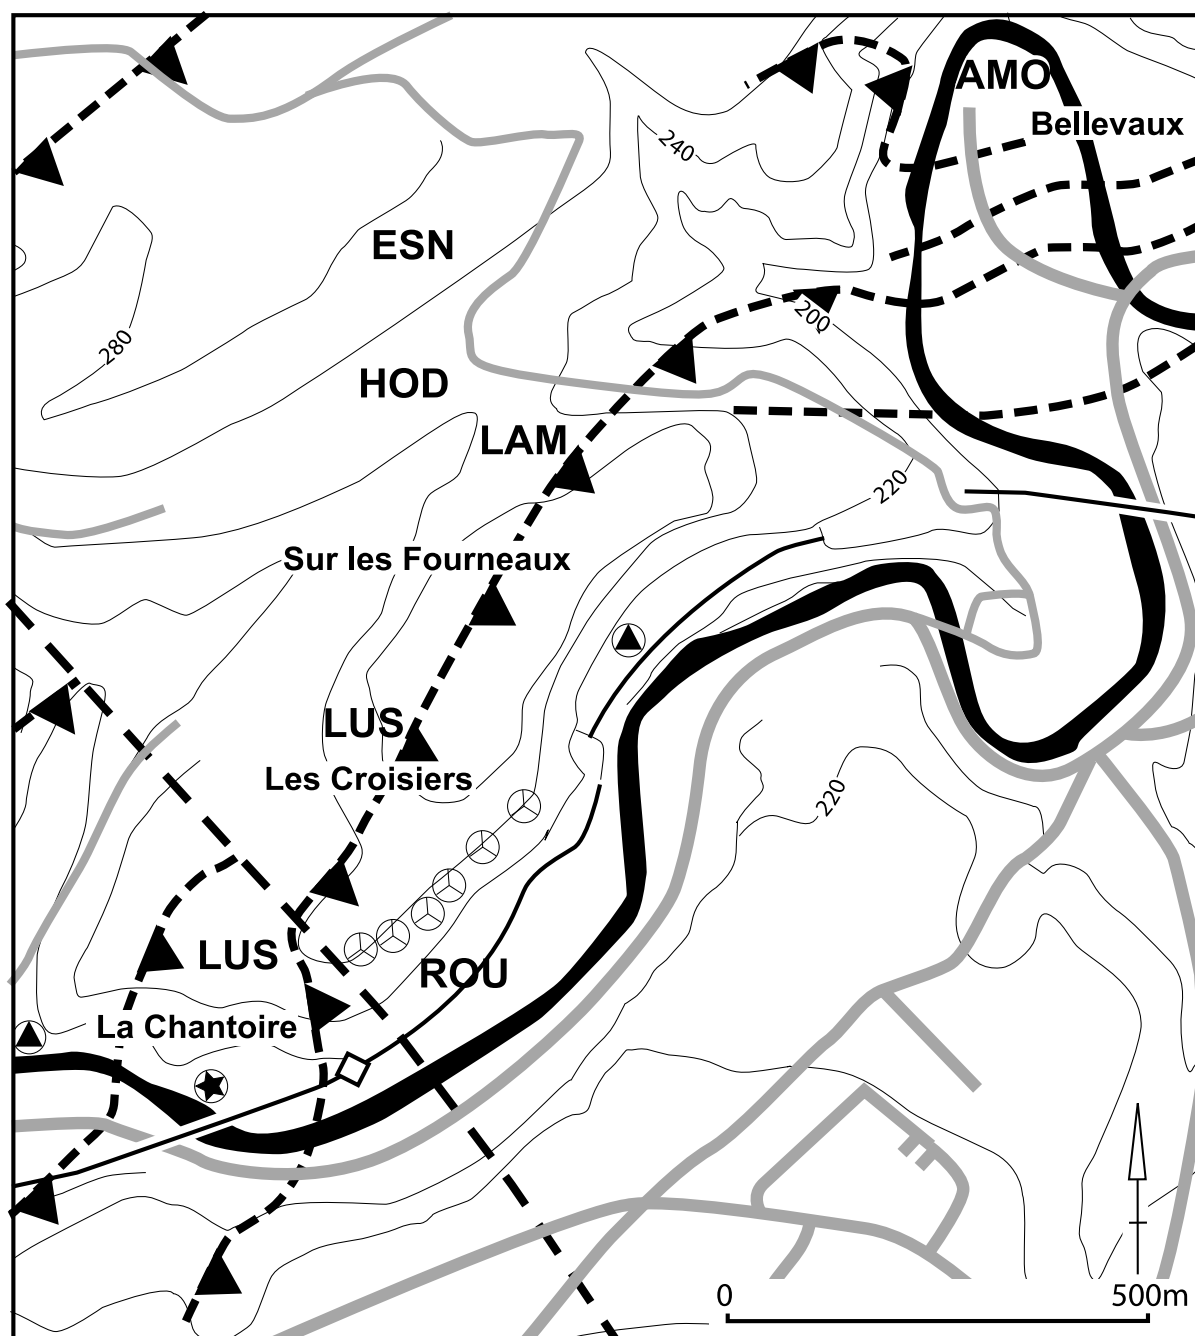 AMO
Bellevaux
240
ESN
280
200
HOD
LAM
220
Sur les Fourneaux
LUS
Les Croisiers
220
LUS
ROU
La Chantoire
0 500m